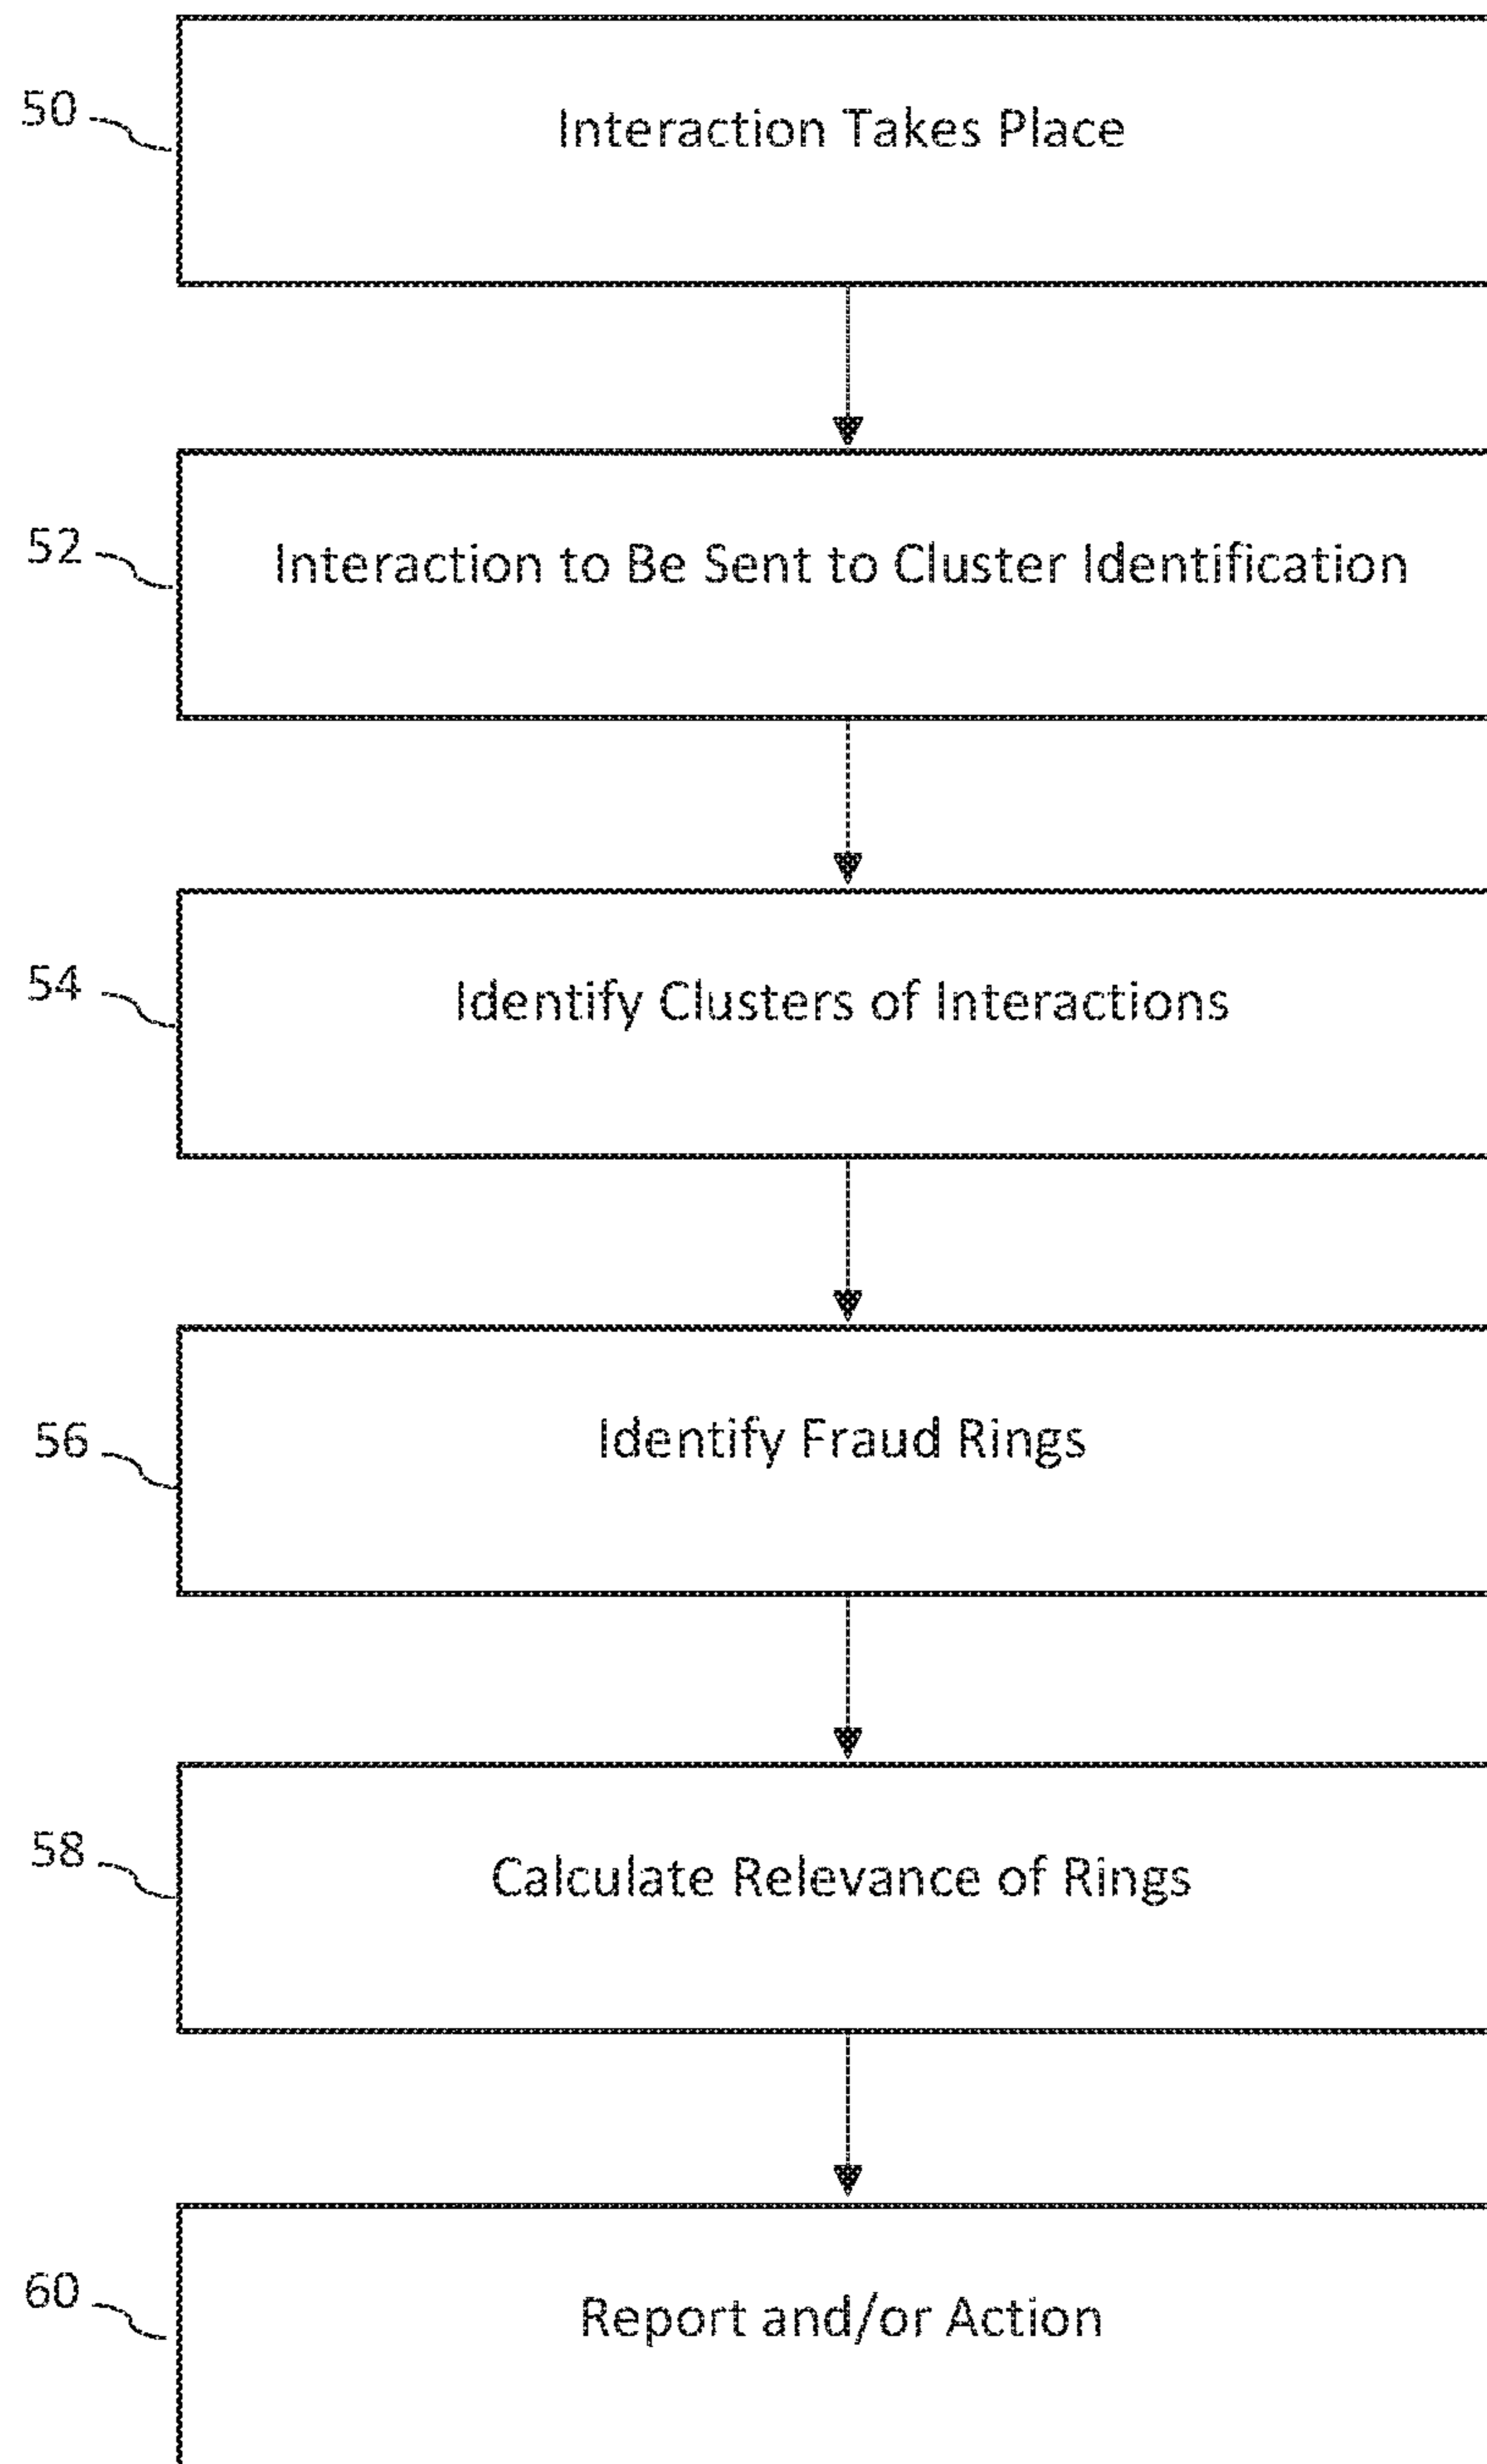 50
Interaction Takes Place
52
Interaction to Be Sent to Cluster Identification
54
Identify Clusters of Interactions
56
Identify Fraud Rings
58
Calculate Relevance of Rings
60
Report and/or Action